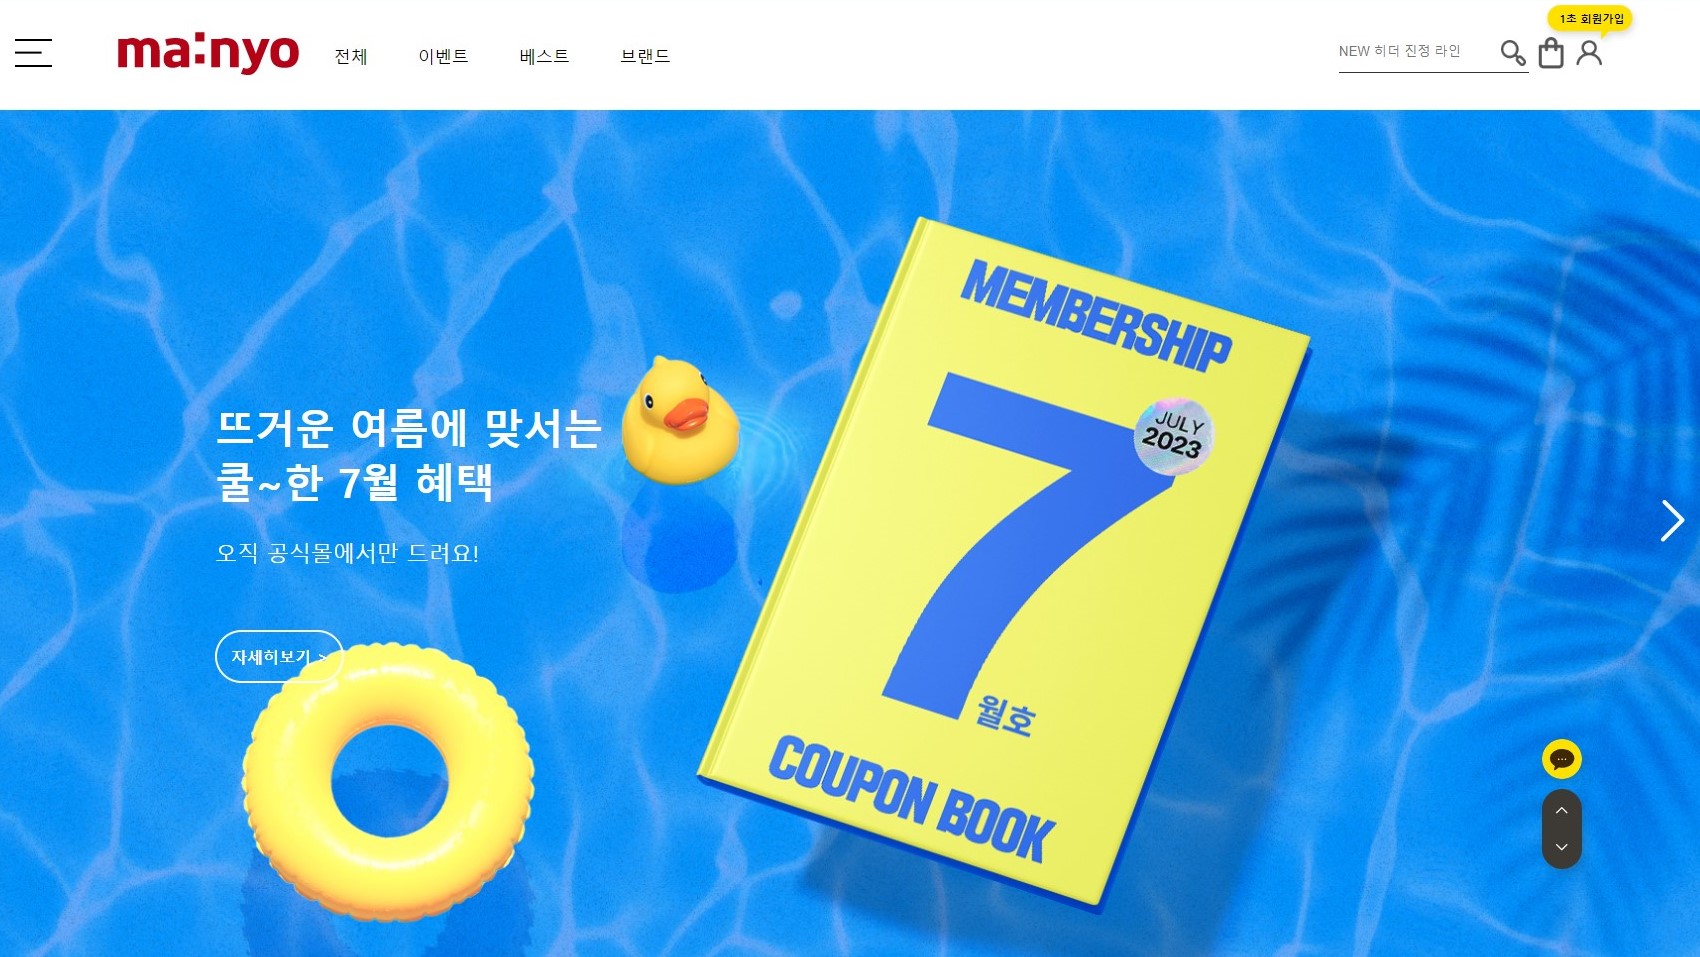 1초 회원가입
ma:nyo
전체
이벤트
베스트
브랜드
NEW 히더 진정 라인
MEMBERSHIP
7
JULY
2023
월호
COUPON BOOK
뜨거운 여름에 맞서는
쿨~한 7월 혜택
오직 공식몰에서만 드려요!
자세히보기 >